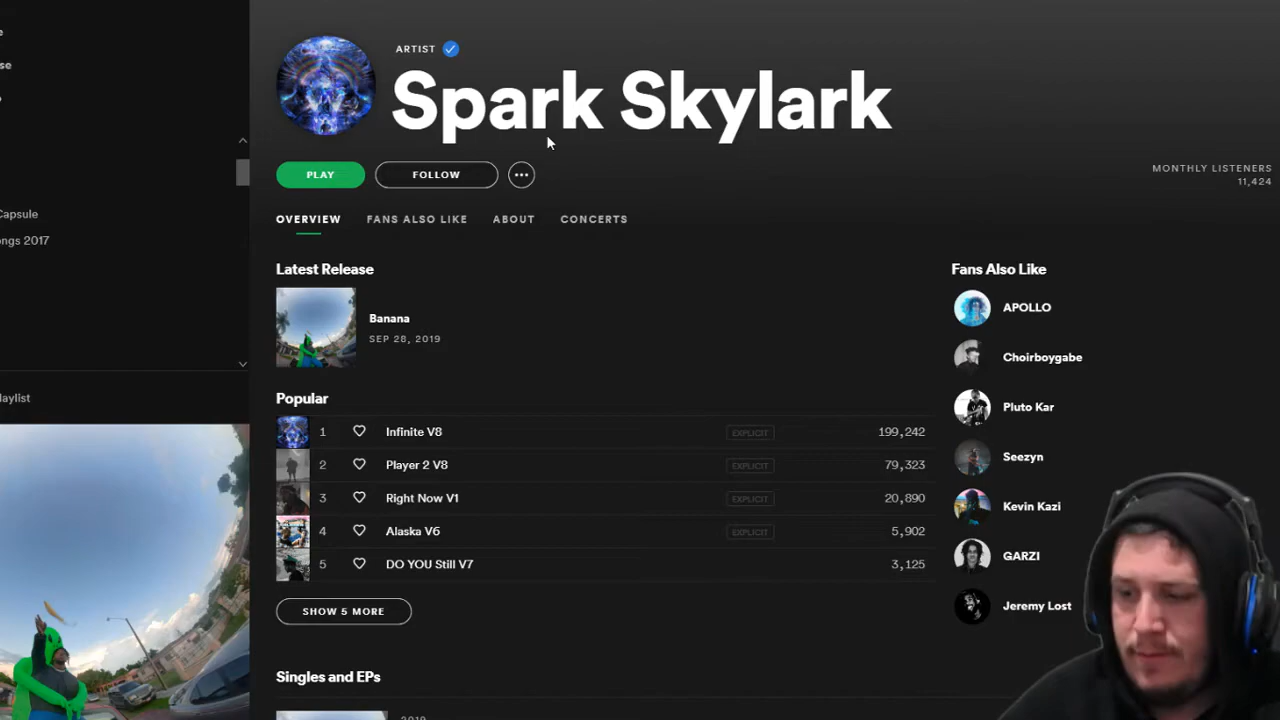 se
Capsule
ngs 2017
laylist
ARTIST
Spark Skylark
PLAY
FOLLOW
MONTHLY LISTENERS
11,424
OVERVIEW
FANS ALSO LIKE
ABOUT
CONCERTS
Latest Release
Banana
SEP 28, 2019
Popular
1 Infinite V8 EXPLICIT 199,242
2 Player 2 V8 EXPLICIT 79,323
3 Right Now V1 EXPLICIT 20,890
4 Alaska V6 EXPLICIT 5,902
5 DO YOU Still V7 3,125
SHOW 5 MORE
Singles and EPs
2019
Fans Also Like
APOLLO
Choirboygabe
Pluto Kar
Seezyn
Kevin Kazi
GARZI
Jeremy Lost